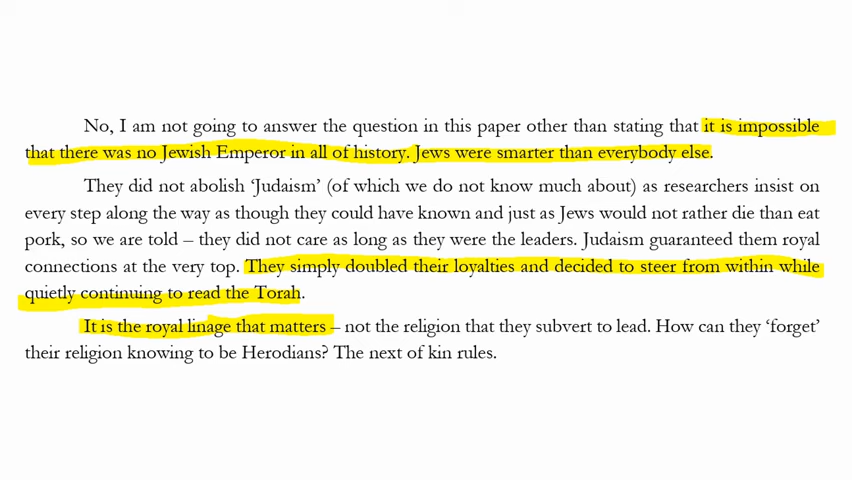 No, I am not going to answer the question in this paper other than stating that it is impossible
that there was no Jewish Emperor in all of history. Jews were smarter than everybody else.
They did not abolish ‘Judaism’ (of which we do not know much about) as researchers insist on
every step along the way as though they could have known and just as Jews would not rather die than eat
pork, so we are told – they did not care as long as they were the leaders. Judaism guaranteed them royal
connections at the very top. They simply doubled their loyalties and decided to steer from within while
quietly continuing to read the Torah.
It is the royal linage that matters – not the religion that they subvert to lead. How can they ‘forget’
their religion knowing to be Herodians? The next of kin rules.